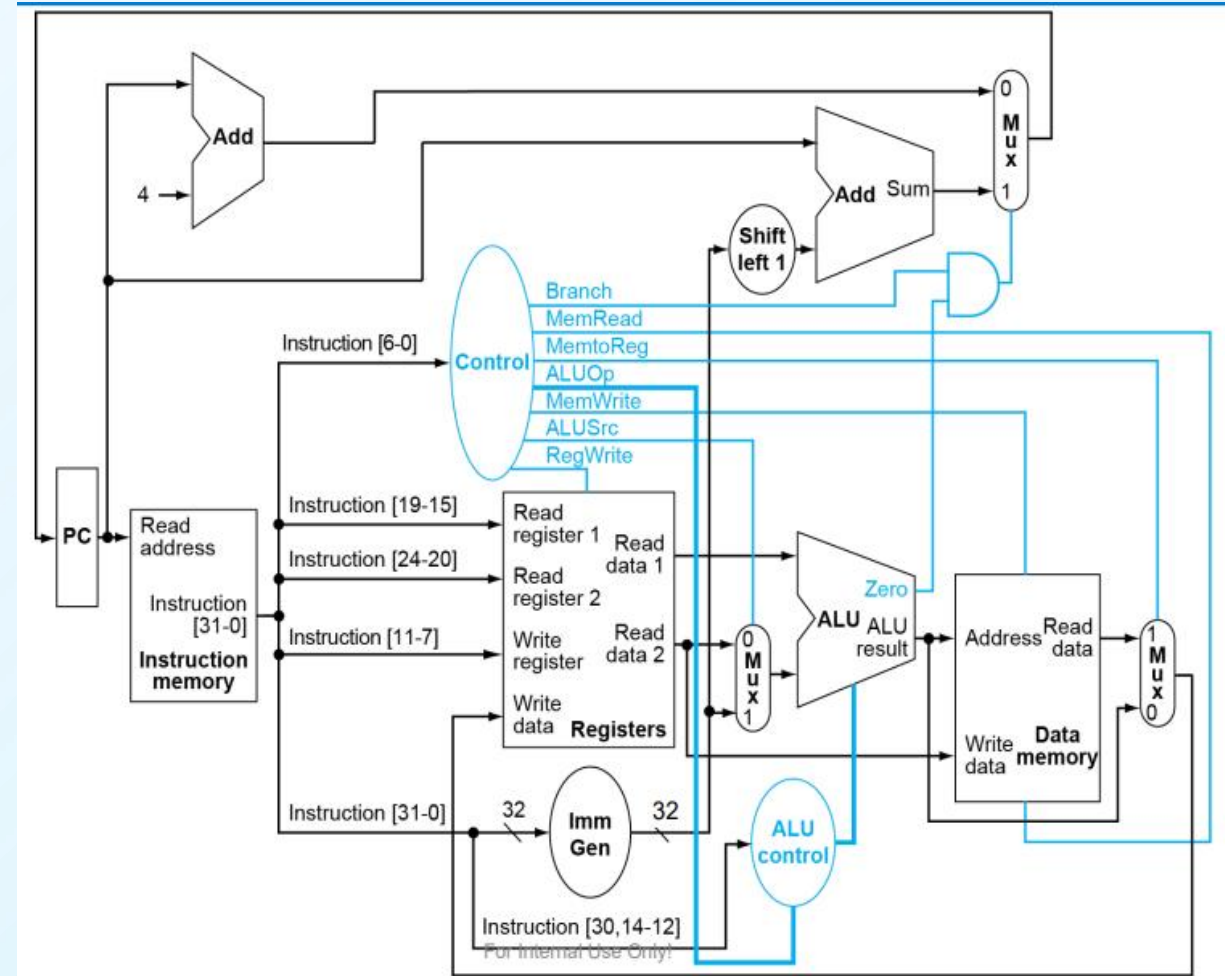 Add
4
0
M
u
x
1
Add
Sum
Shift
left 1
Branch
MemRead
MemtoReg
ALUOp
MemWrite
ALUSrc
RegWrite
Control
Instruction [6-0]
PC
Read
address
Instruction
[31-0]
Instruction
memory
Instruction [19-15]
Instruction [24-20]
Instruction [11-7]
Instruction [31-0]
Read
register 1
Read
data 1
Read
register 2
Write
register
Read
data 2
Write
data
Registers
0
M
u
x
1
Zero
ALU
ALU
result
Address
Read
data
Write
data
Data
memory
1
M
u
x
0
32
Imm
Gen
32
ALU
control
Instruction [30,14-12]
For Internal Use Only!